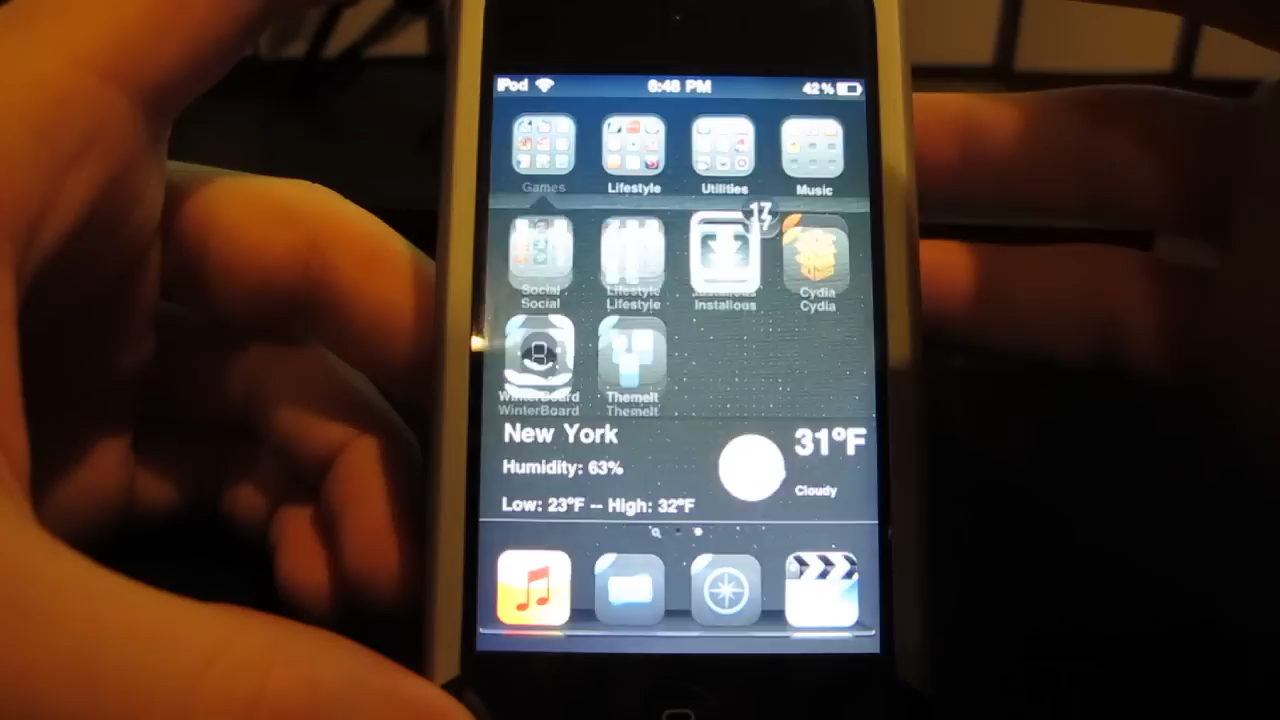 iPod 6:48 PM 42%
Games Lifestyle Utilities Music
17
Social Lifestyle Installous Cydia
Social Lifestyle Installous Cydia
WinterBoard ThemeIt
WinterBoard ThemeIt
New York 31°F
Humidity: 63%
Cloudy
Low: 23°F -- High: 32°F